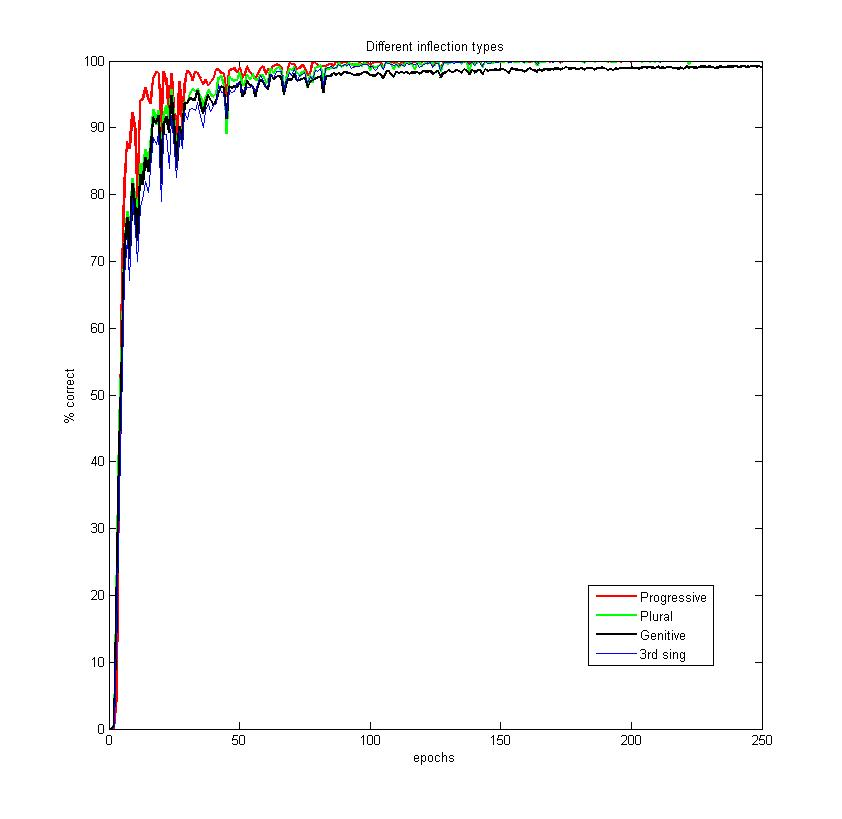 Different inflection types
100
90
80
70
60
50
40
30
20
10
0
% correct
0 50 100 150 200 250
epochs
Progressive
Plural
Genitive
3rd sing